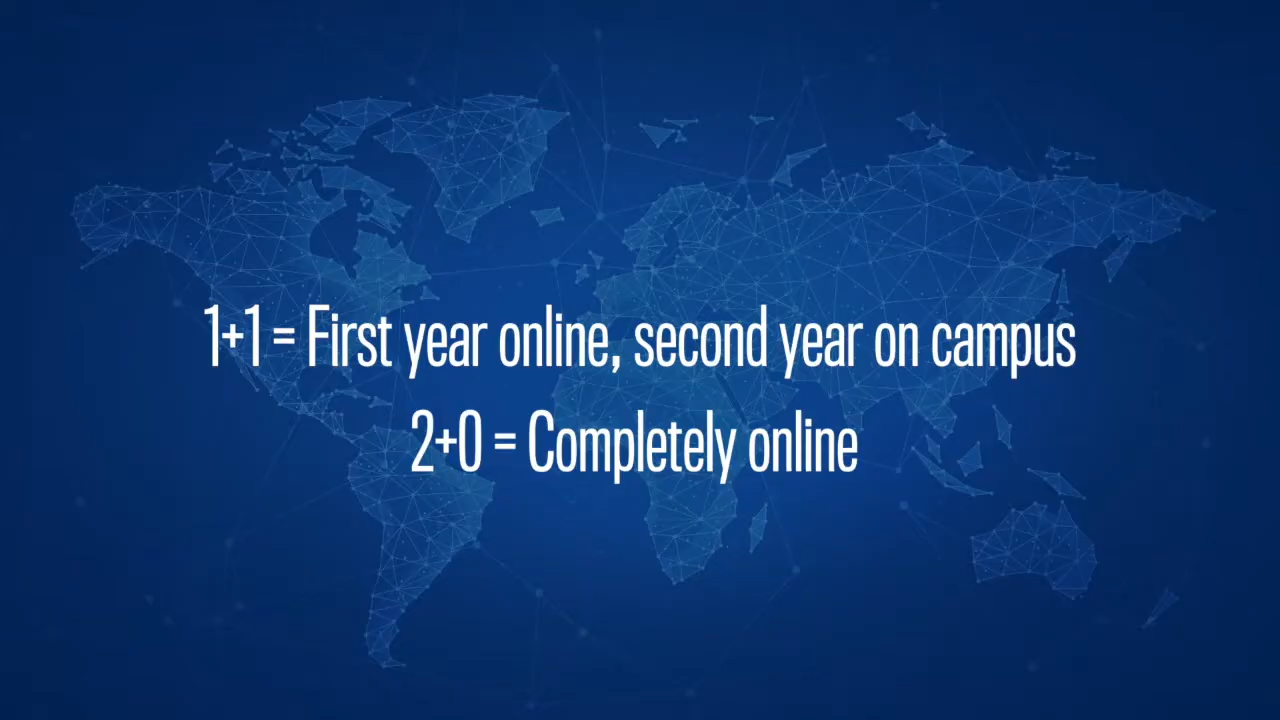 1+1 = First year online, second year on campus
2+0 = Completely online